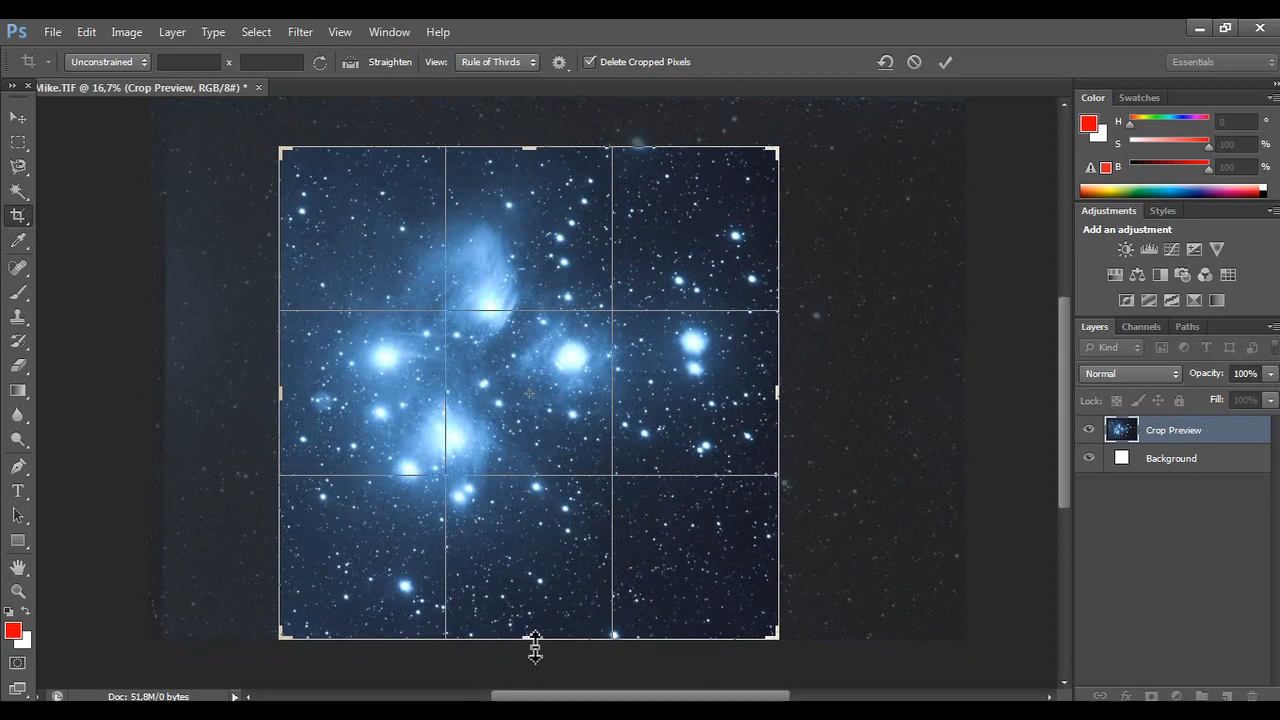 Ps File Edit Image Layer Type Select Filter View Window Help
Unconstrained x Straighten View: Rule of Thirds Delete Cropped Pixels Essentials
Mike.TIF @ 16,7% (Crop Preview, RGB/8#) * ×
Color Swatches
H 0 °
S 100 %
B 100 %
Adjustments Styles
Add an adjustment
Layers Channels Paths
Kind
Normal Opacity: 100%
Lock: Fill: 100%
Crop Preview
Background
T
Doc: 51,8M/0 bytes